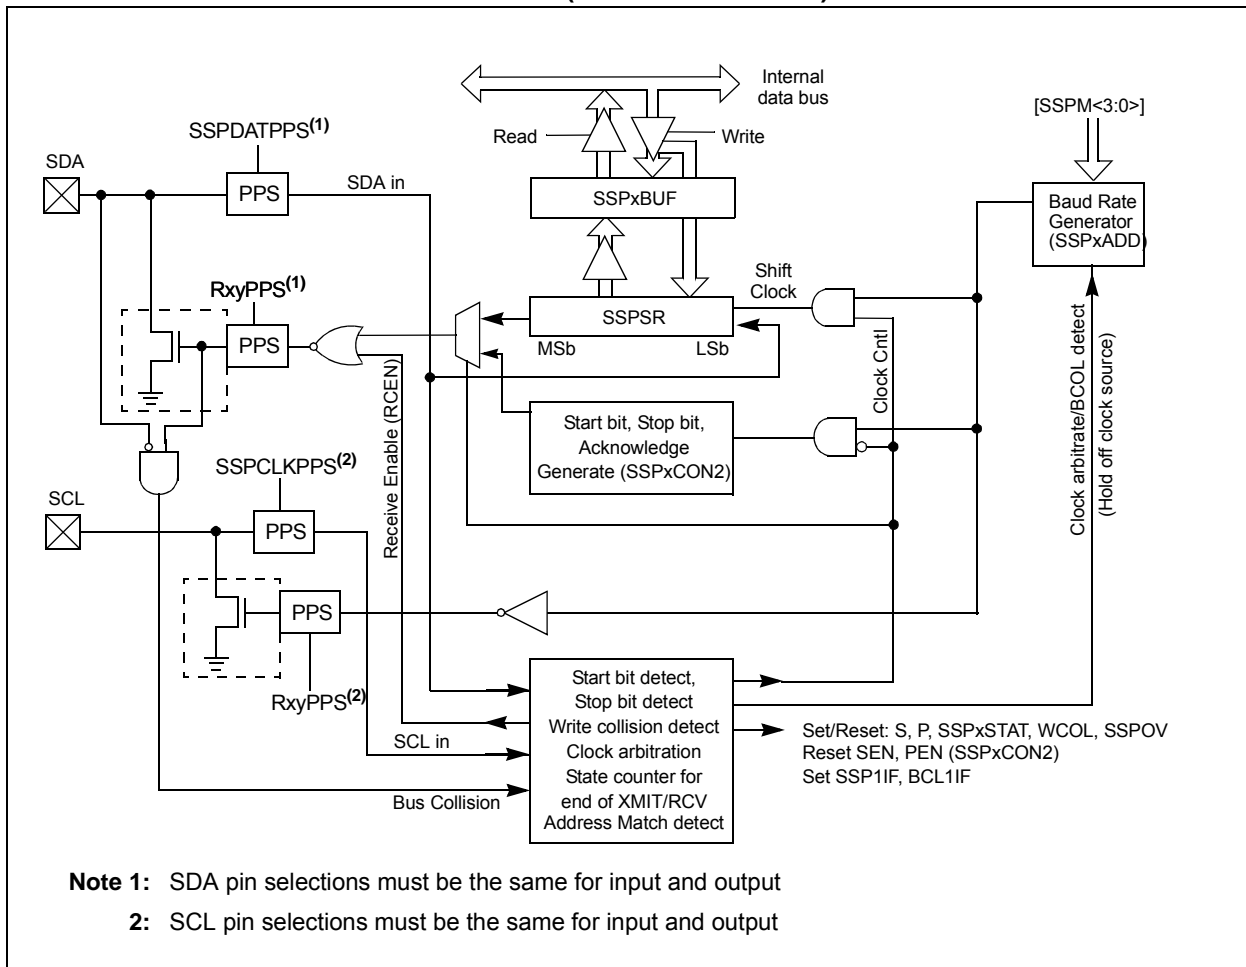 Internal
data bus
[SSPM<3:0>]
SSPDATPPS(1)
Read
Write
SDA
PPS
SDA in
SSPxBUF
Baud Rate
Generator
(SSPxADD)
Shift
Clock
RxyPPS(1)
PPS
SSPSR
MSb
LSb
Clock Cntl
Clock arbitrate/BCOL detect
(Hold off clock source)
Receive Enable (RCEN)
Start bit, Stop bit,
Acknowledge
Generate (SSPxCON2)
SSPCLKPPS(2)
SCL
PPS
PPS
RxyPPS(2)
SCL in
Bus Collision
Start bit detect,
Stop bit detect
Write collision detect
Clock arbitration
State counter for
end of XMIT/RCV
Address Match detect
Set/Reset: S, P, SSPxSTAT, WCOL, SSPOV
Reset SEN, PEN (SSPxCON2)
Set SSP1IF, BCL1IF
Note 1: SDA pin selections must be the same for input and output
2: SCL pin selections must be the same for input and output